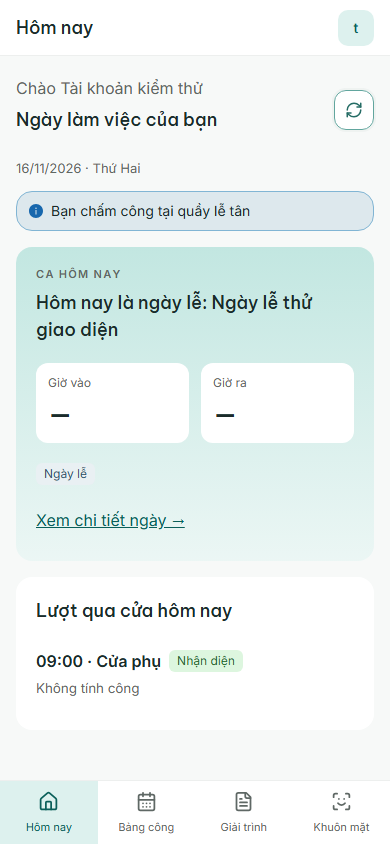 Hôm nay
t
Chào Tài khoản kiểm thử
Ngày làm việc của bạn
16/11/2026 · Thứ Hai
Bạn chấm công tại quầy lễ tân
CA HÔM NAY
Hôm nay là ngày lễ: Ngày lễ thử
giao diện
Giờ vào
Giờ ra
—
—
Ngày lễ
Xem chi tiết ngày →
Lượt qua cửa hôm nay
09:00 · Cửa phụ
Nhận diện
Không tính công
Hôm nay
Bảng công
Giải trình
Khuôn mặt